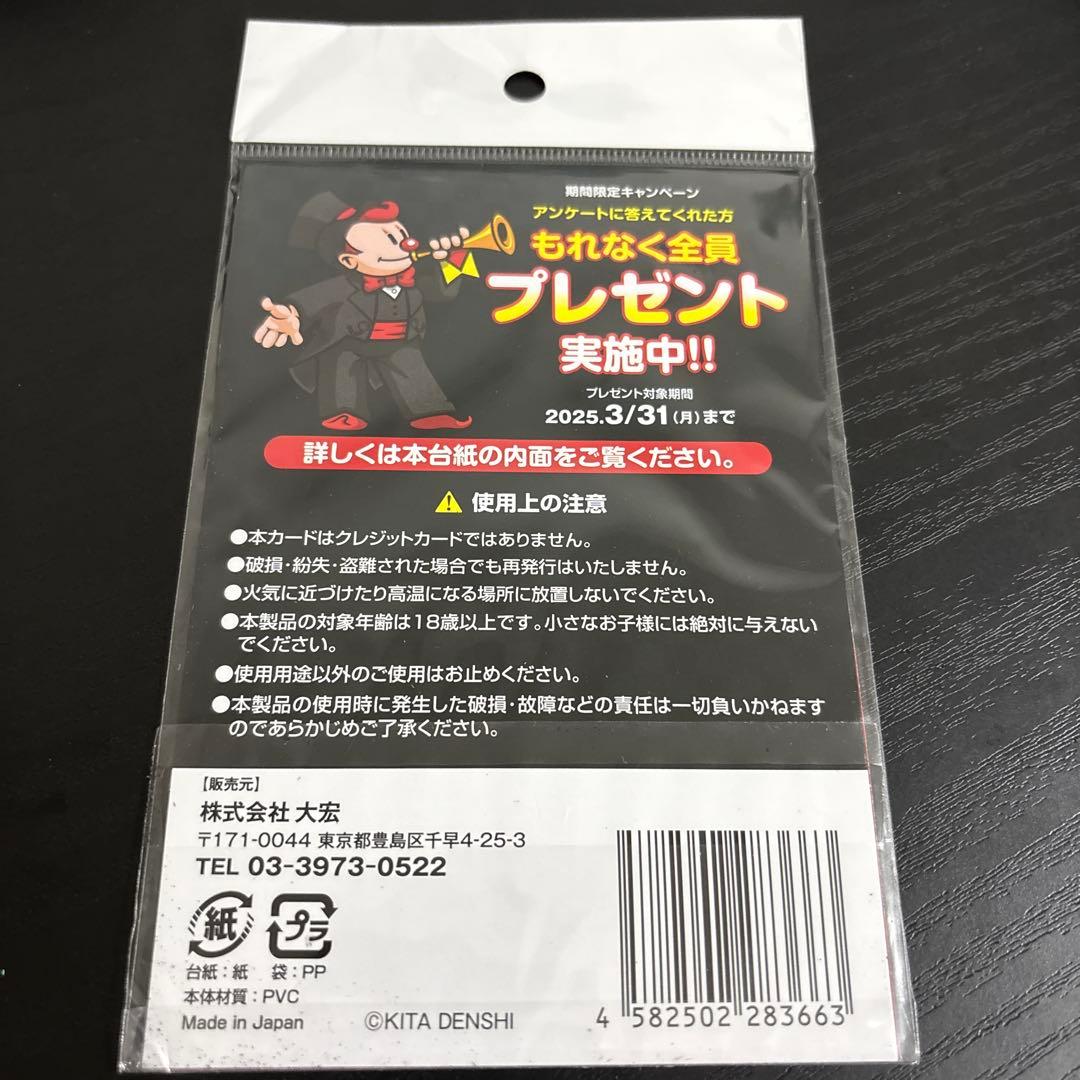 期間限定キャンペーン
アンケートに答えてくれた方
もれなく全員
プレゼント
実施中!!
プレゼント対象期間
2025.3/31(月)まで
詳しくは本台紙の内面をご覧ください。
使用上の注意
●本カードはクレジットカードではありません。
●破損・紛失・盗難された場合でも再発行はいたしません。
●火気に近づけたり高温になる場所に放置しないでください。
●本製品の対象年齢は18歳以上です。小さなお子様には絶対に与えない
でください。
●使用用途以外のご使用はお止めください。
●本製品の使用時に発生した破損・故障などの責任は一切負いかねます
のであらかじめご了承ください。
【販売元】
株式会社 大宏
〒171-0044 東京都豊島区千早4-25-3
TEL 03-3973-0522
紙 プラ
台紙：紙 袋：PP
本体材質：PVC
Made in Japan ©KITA DENSHI
4 582502 283663